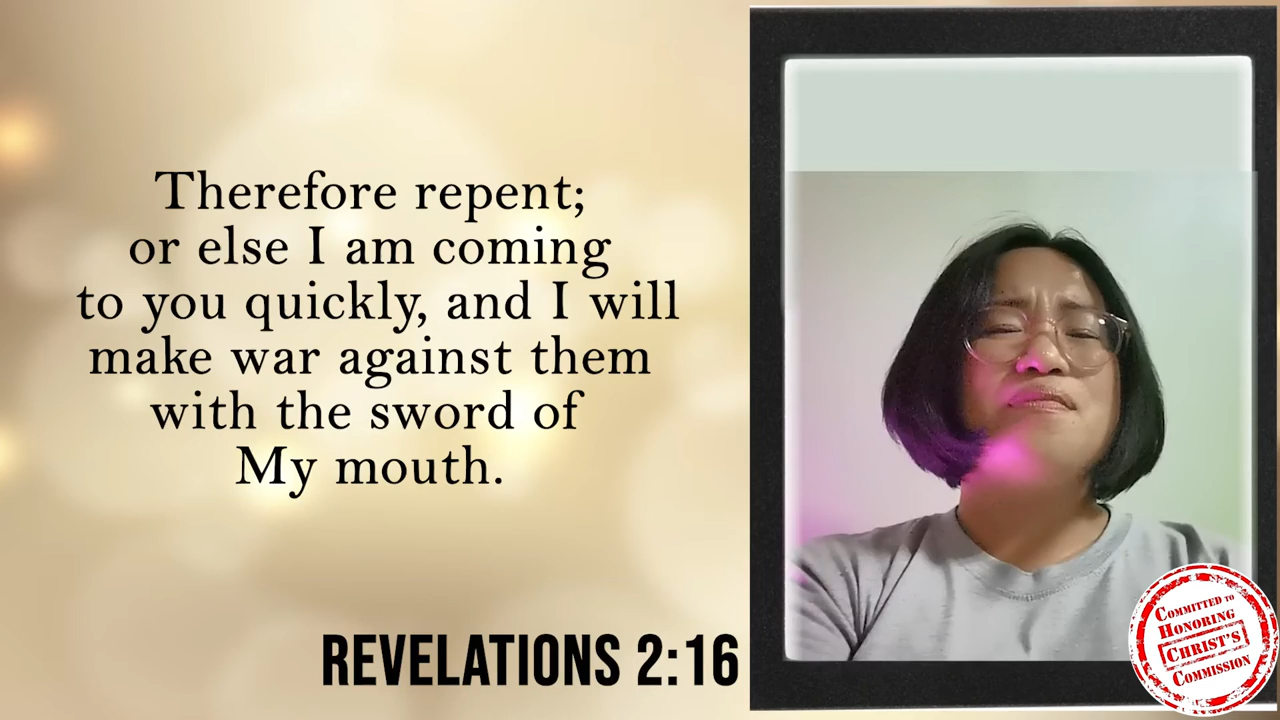 Therefore repent;
or else I am coming
to you quickly, and I will
make war against them
with the sword of
My mouth.
REVELATIONS 2:16
COMMITTED TO
HONORING
CHRIST'S
COMMISSION